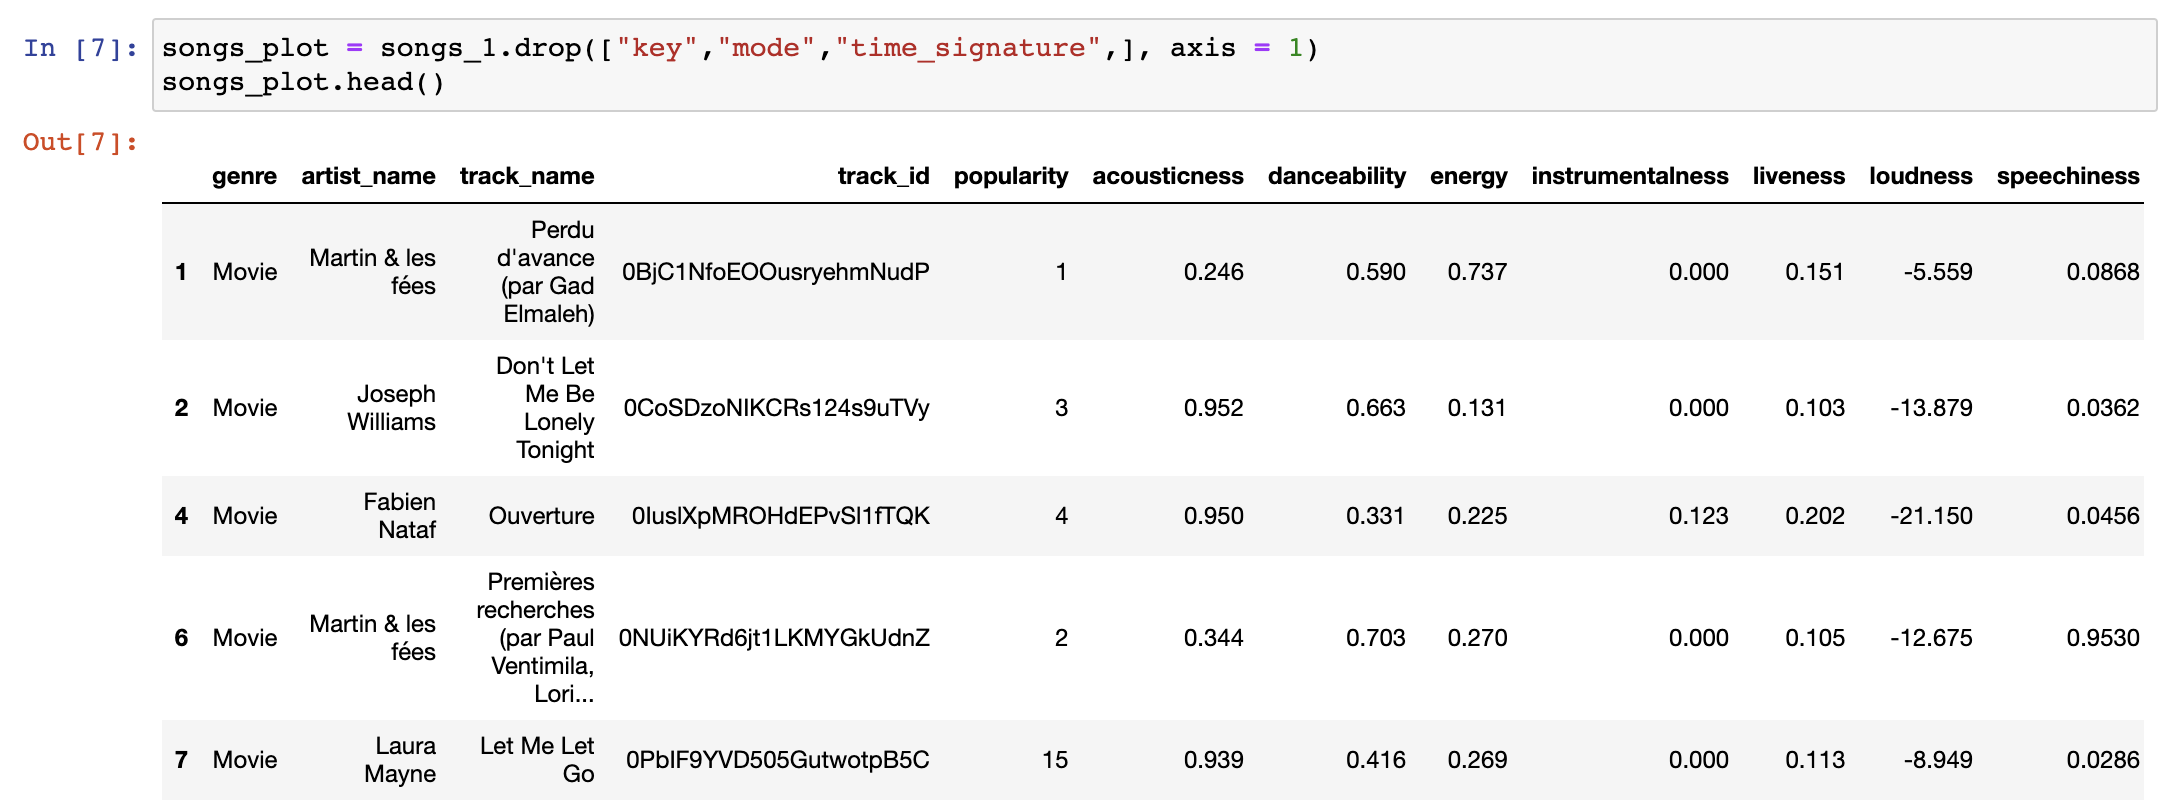 In [7]: songs_plot = songs_1.drop(["key","mode","time_signature",], axis = 1)
songs_plot.head()
Out[7]:
genre artist_name track_name track_id popularity acousticness danceability energy instrumentalness liveness loudness speechiness
Perdu
d'avance
(par Gad
Elmaleh)
Martin & les
fées
1 Movie 0BjC1NfoEOOusryehmNudP 1 0.246 0.590 0.737 0.000 0.151 -5.559 0.0868
Don't Let
Me Be
Lonely
Tonight
Joseph
Williams
2 Movie 0CoSDzoNIKCRs124s9uTVy 3 0.952 0.663 0.131 0.000 0.103 -13.879 0.0362
Fabien
Nataf
4 Movie Ouverture 0IuslXpMROHdEPvSl1fTQK 4 0.950 0.331 0.225 0.123 0.202 -21.150 0.0456
Premières
recherches
(par Paul
Ventimila,
Lori...
Martin & les
fées
6 Movie 0NUiKYRd6jt1LKMYGkUdnZ 2 0.344 0.703 0.270 0.000 0.105 -12.675 0.9530
Laura
Mayne
Let Me Let
Go
7 Movie 0PbIF9YVD505GutwotpB5C 15 0.939 0.416 0.269 0.000 0.113 -8.949 0.0286